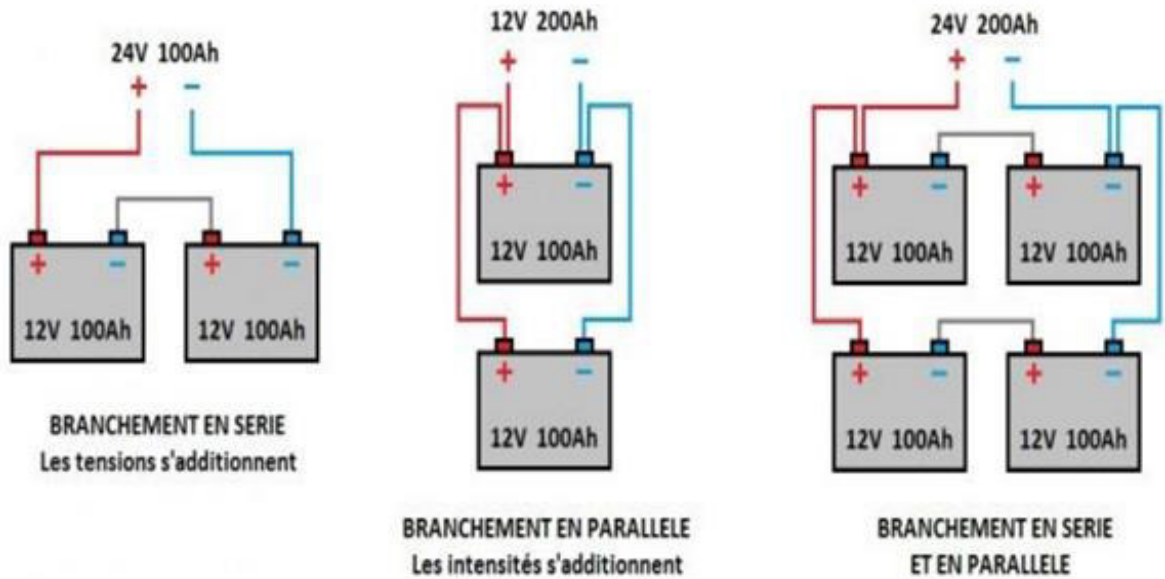 24V 100Ah
+ −
+ − + −
12V 100Ah 12V 100Ah
BRANCHEMENT EN SERIE
Les tensions s'additionnent
12V 200Ah
+ −
+ −
12V 100Ah
+ −
12V 100Ah
BRANCHEMENT EN PARALLELE
Les intensités s'additionnent
24V 200Ah
+ −
+ − + −
12V 100Ah 12V 100Ah
+ − + −
12V 100Ah 12V 100Ah
BRANCHEMENT EN SERIE
ET EN PARALLELE